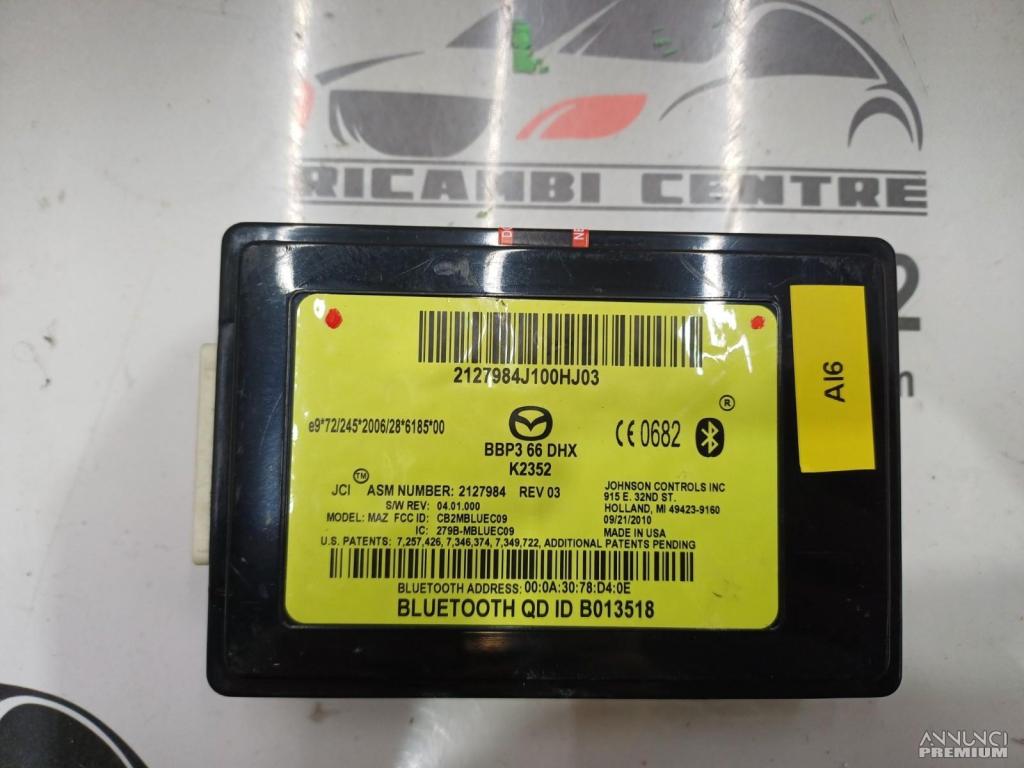 RICAMBI CENTRE
2
m
D
NE
2127984J100HJ03
AI6
®
e9*72/245*2006/28*6185*00
CE 0682
BBP3 66 DHX
K2352
JCI™ ASM NUMBER: 2127984 REV 03
S/W REV: 04.01.000
MODEL: MAZ FCC ID: CB2MBLUEC09
IC: 279B-MBLUEC09
JOHNSON CONTROLS INC
915 E. 32ND ST.
HOLLAND, MI 49423-9160
09/21/2010
MADE IN USA
U.S. PATENTS: 7,257,426, 7,346,374, 7,349,722, ADDITIONAL PATENTS PENDING
BLUETOOTH ADDRESS: 00:0A:30:78:D4:0E
BLUETOOTH QD ID B013518
ANNUNCI
PREMIUM